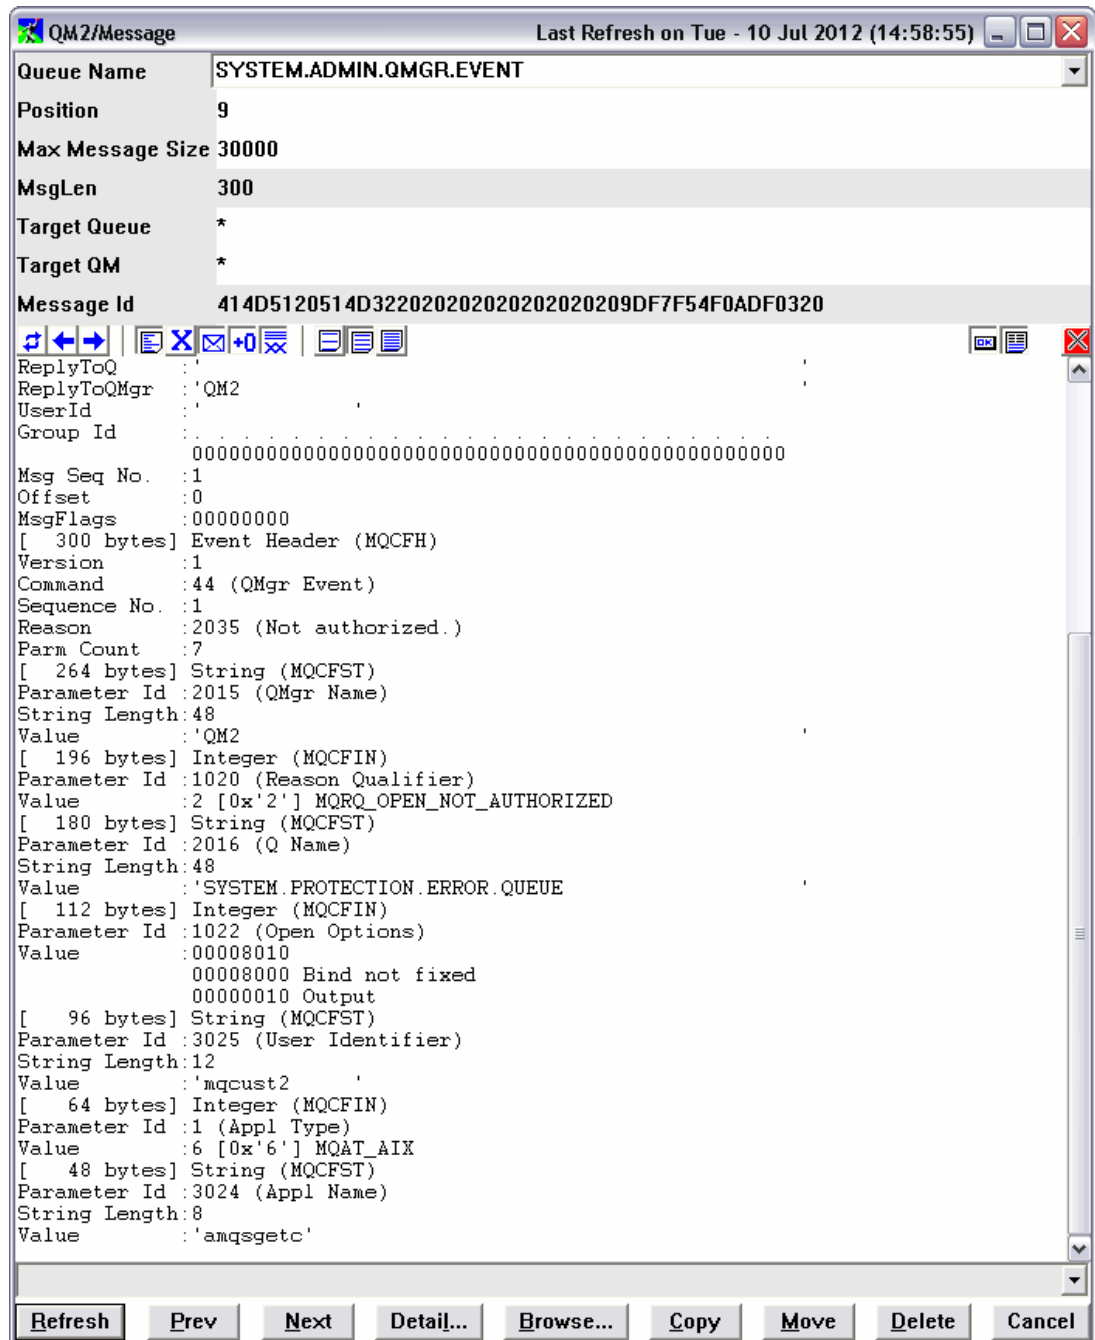 QM2/Message Last Refresh on Tue - 10 Jul 2012 (14:58:55)
Queue Name SYSTEM.ADMIN.QMGR.EVENT
Position 9
Max Message Size 30000
MsgLen 300
Target Queue *
Target QM *
Message Id 414D5120514D322020202020202020209DF7F54F0ADF0320
ReplyToQ :' '
ReplyToQMgr :'QM2 '
UserId :' '
Group Id :. . . . . . . . . . . . . . . . . . . . . . . .
000000000000000000000000000000000000000000000000
Msg Seq No. :1
Offset :0
MsgFlags :00000000
[ 300 bytes] Event Header (MQCFH)
Version :1
Command :44 (QMgr Event)
Sequence No. :1
Reason :2035 (Not authorized.)
Parm Count :7
[ 264 bytes] String (MQCFST)
Parameter Id :2015 (QMgr Name)
String Length:48
Value :'QM2 '
[ 196 bytes] Integer (MQCFIN)
Parameter Id :1020 (Reason Qualifier)
Value :2 [0x'2'] MQRQ_OPEN_NOT_AUTHORIZED
[ 180 bytes] String (MQCFST)
Parameter Id :2016 (Q Name)
String Length:48
Value :'SYSTEM.PROTECTION.ERROR.QUEUE '
[ 112 bytes] Integer (MQCFIN)
Parameter Id :1022 (Open Options)
Value :00008010
00008000 Bind not fixed
00000010 Output
[ 96 bytes] String (MQCFST)
Parameter Id :3025 (User Identifier)
String Length:12
Value :'mqcust2 '
[ 64 bytes] Integer (MQCFIN)
Parameter Id :1 (Appl Type)
Value :6 [0x'6'] MQAT_AIX
[ 48 bytes] String (MQCFST)
Parameter Id :3024 (Appl Name)
String Length:8
Value :'amqsgetc'
Refresh Prev Next Detail... Browse... Copy Move Delete Cancel